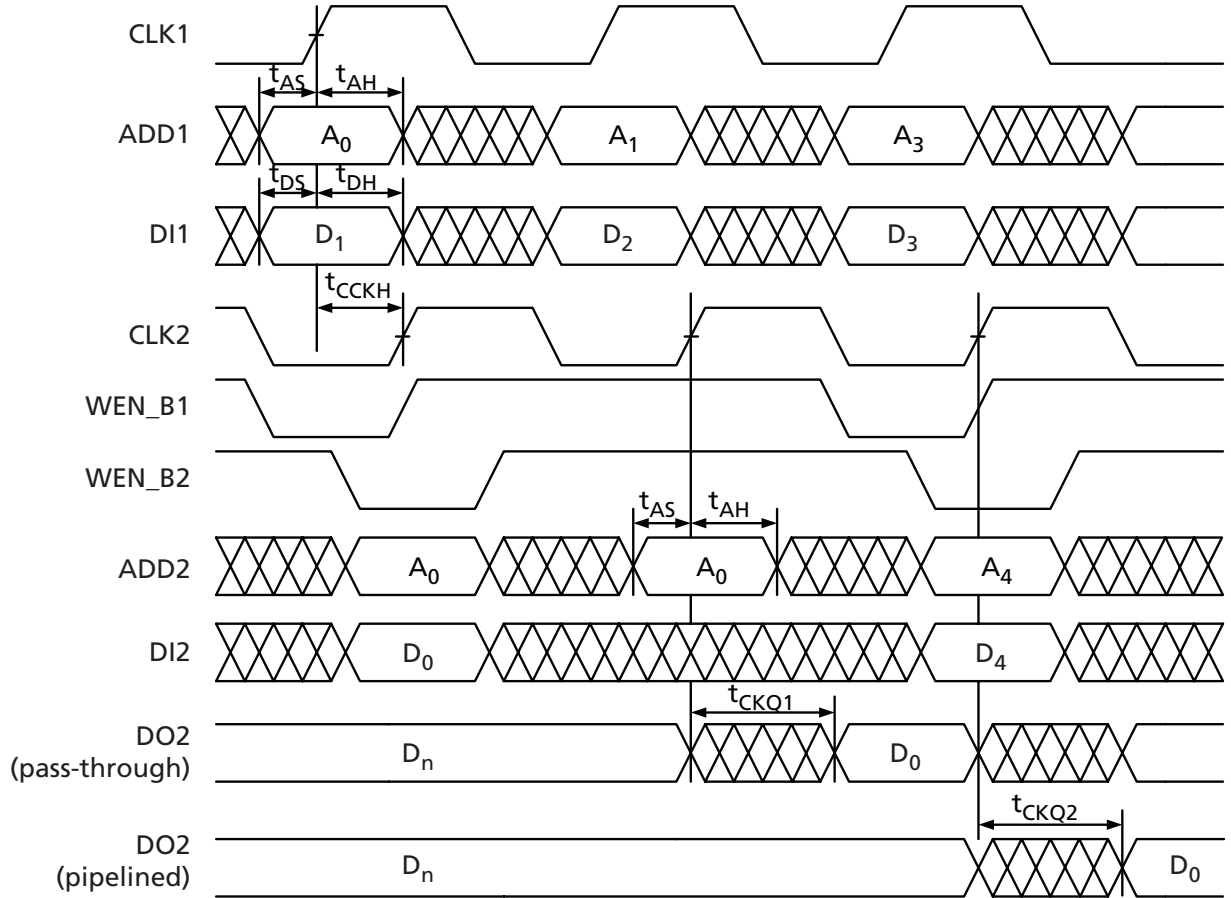 CLK1
tAS tAH
ADD1 A0 A1 A3
tDS tDH
DI1 D1 D2 D3
tCCKH
CLK2
WEN_B1
WEN_B2
tAS tAH
ADD2 A0 A0 A4
DI2 D0 D4
tCKQ1
DO2
(pass-through) Dn D0
tCKQ2
DO2
(pipelined) Dn D0